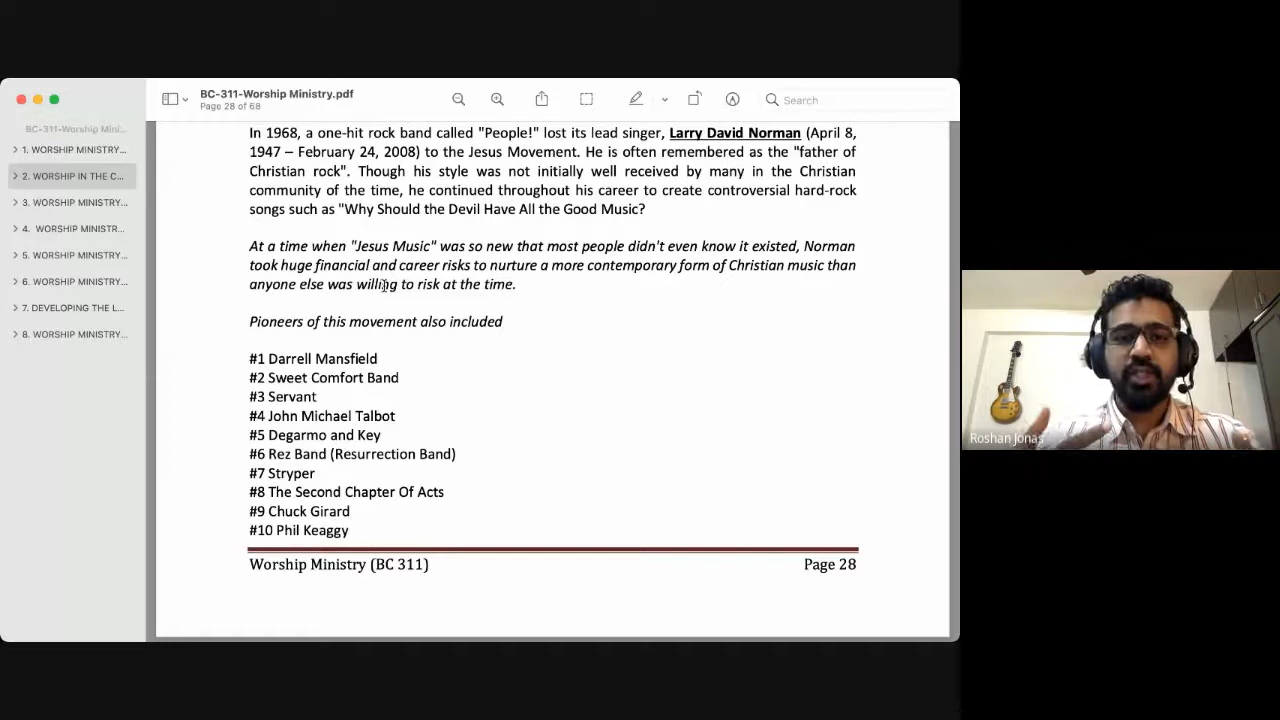 BC-311-Worship Ministry.pdf
Page 28 of 68
Search
BC-311-Worship Mini...
1. WORSHIP MINISTRY...
2. WORSHIP IN THE C...
3. WORSHIP MINISTRY...
4. WORSHIP MINISTR...
5. WORSHIP MINISTRY...
6. WORSHIP MINISTRY...
7. DEVELOPING THE L...
8. WORSHIP MINISTRY...
In 1968, a one-hit rock band called "People!" lost its lead singer, Larry David Norman (April 8,
1947 – February 24, 2008) to the Jesus Movement. He is often remembered as the "father of
Christian rock". Though his style was not initially well received by many in the Christian
community of the time, he continued throughout his career to create controversial hard-rock
songs such as "Why Should the Devil Have All the Good Music?
At a time when "Jesus Music" was so new that most people didn't even know it existed, Norman
took huge financial and career risks to nurture a more contemporary form of Christian music than
anyone else was willing to risk at the time.
Pioneers of this movement also included
#1 Darrell Mansfield
#2 Sweet Comfort Band
#3 Servant
#4 John Michael Talbot
#5 Degarmo and Key
#6 Rez Band (Resurrection Band)
#7 Stryper
#8 The Second Chapter Of Acts
#9 Chuck Girard
#10 Phil Keaggy
Worship Ministry (BC 311) Page 28
Roshan Jonas